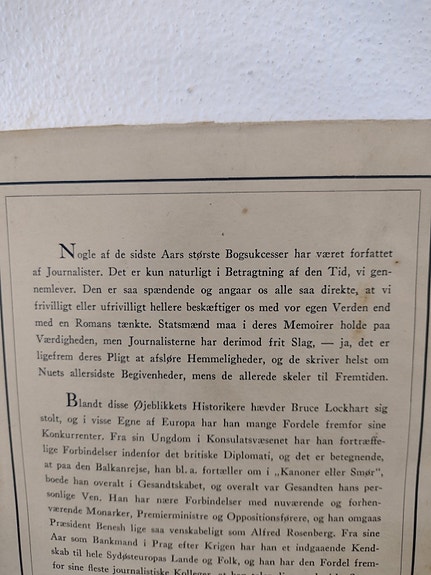 Nogle af de sidste Aars største Bogsukcesser har været forfattet
af Journalister. Det er kun naturligt i Betragtning af den Tid, vi gen-
nemlever. Den er saa spændende og angaar os alle saa direkte, at vi
frivilligt eller ufrivilligt hellere beskæftiger os med vor egen Verden end
med en Romans tænkte. Statsmænd maa i deres Memoirer holde paa
Værdigheden, men Journalisterne har derimod frit Slag, — ja, det er
ligefrem deres Pligt at afsløre Hemmeligheder, og de skriver helst om
Nuets allersidste Begivenheder, mens de allerede skeler til Fremtiden.
Blandt disse Øjeblikkets Historikere hævder Bruce Lockhart sig
stolt, og i visse Egne af Europa har han mange Fordele fremfor sine
Konkurrenter. Fra sin Ungdom i Konsulatsvæsenet har han fortræffe-
lige Forbindelser indenfor det britiske Diplomati, og det er betegnende,
at paa den Balkanrejse, han bl. a. fortæller om i „Kanoner eller Smør",
boede han overalt i Gesandtskabet, og overalt var Gesandten hans per-
sonlige Ven. Han har nære Forbindelser med nuværende og forhen-
værende Monarker, Premierministre og Oppositionsførere, og han omgaas
Præsident Benesh lige saa venskabeligt som Alfred Rosenberg. Fra sine
Aar som Bankmand i Prag efter Krigen har han et indgaaende Kend-
skab til hele Sydøsteuropas Lande og Folk, og han har den Fordel frem-
for sine fleste journalistiske Kolleger, at han